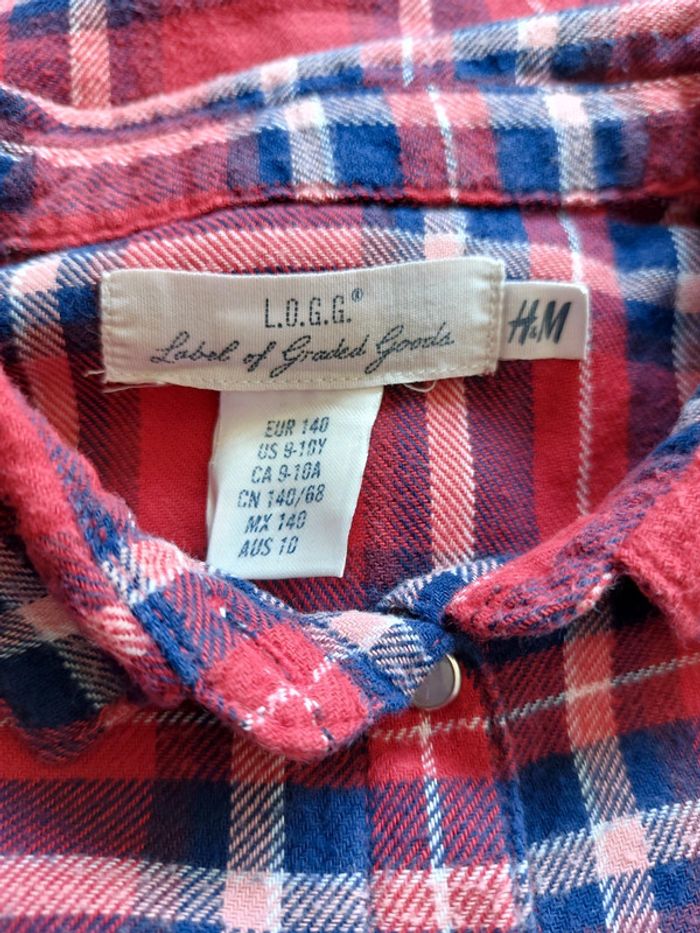 L.O.G.G.®
Label of Graded Goods
H&M
EUR 140
US 9-10Y
CA 9-10A
CN 140/68
MX 140
AUS 10